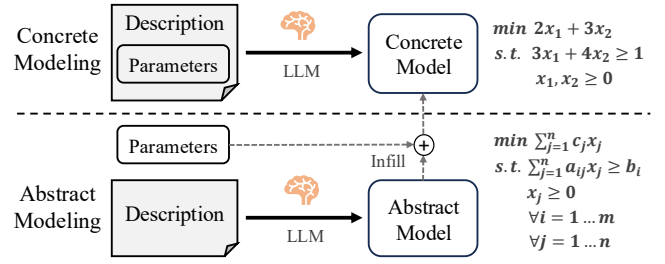 Concrete
Modeling
Description
Parameters
LLM
Concrete
Model
min 2x₁ + 3x₂
s.t. 3x₁ + 4x₂ ≥ 1
x₁, x₂ ≥ 0
Abstract
Modeling
Parameters
Infill
+
Description
LLM
Abstract
Model
min ∑ⁿⱼ₌₁ cⱼxⱼ
s.t. ∑ⁿⱼ₌₁ aᵢⱼxⱼ ≥ bᵢ
xⱼ ≥ 0
∀i = 1 … m
∀j = 1 … n